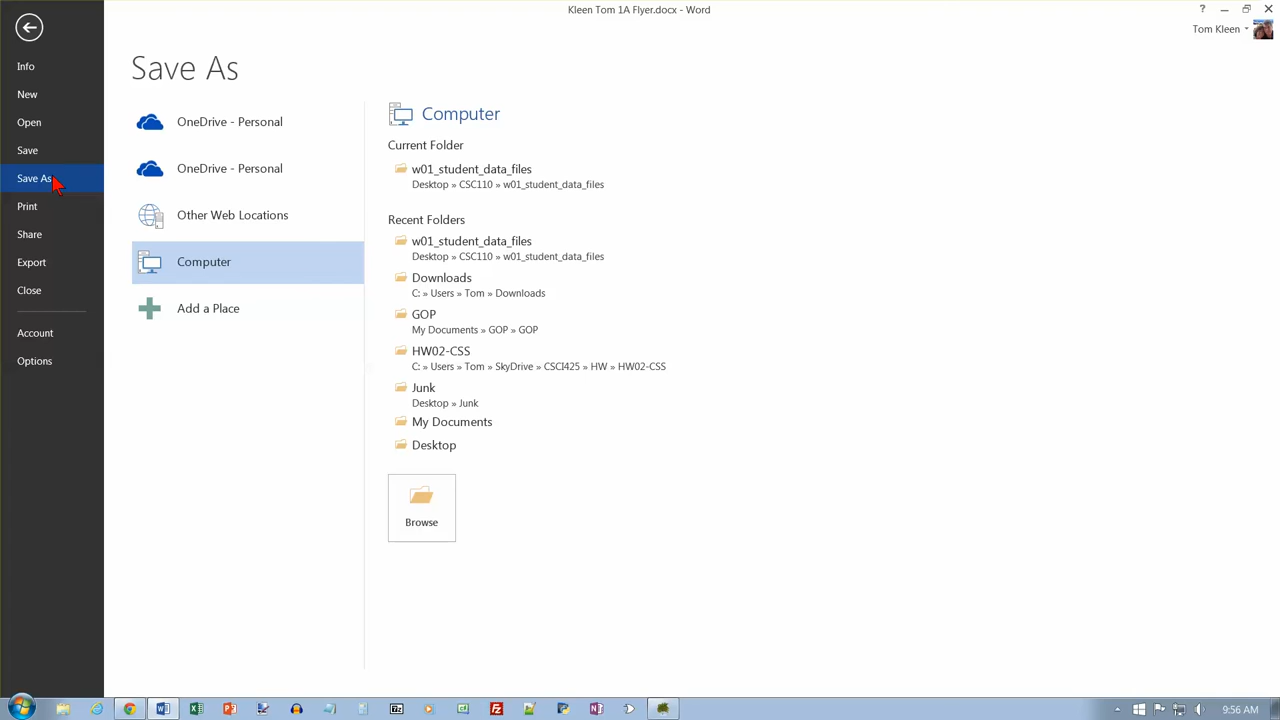 Kleen Tom 1A Flyer.docx - Word
?
Tom Kleen
Info
New
Open
Save
Save As
Print
Share
Export
Close
Account
Options
Save As
OneDrive - Personal
OneDrive - Personal
Other Web Locations
Computer
Add a Place
Computer
Current Folder
w01_student_data_files
Desktop » CSC110 » w01_student_data_files
Recent Folders
w01_student_data_files
Desktop » CSC110 » w01_student_data_files
Downloads
C: » Users » Tom » Downloads
GOP
My Documents » GOP » GOP
HW02-CSS
C: » Users » Tom » SkyDrive » CSCI425 » HW » HW02-CSS
Junk
Desktop » Junk
My Documents
Desktop
Browse
9:56 AM